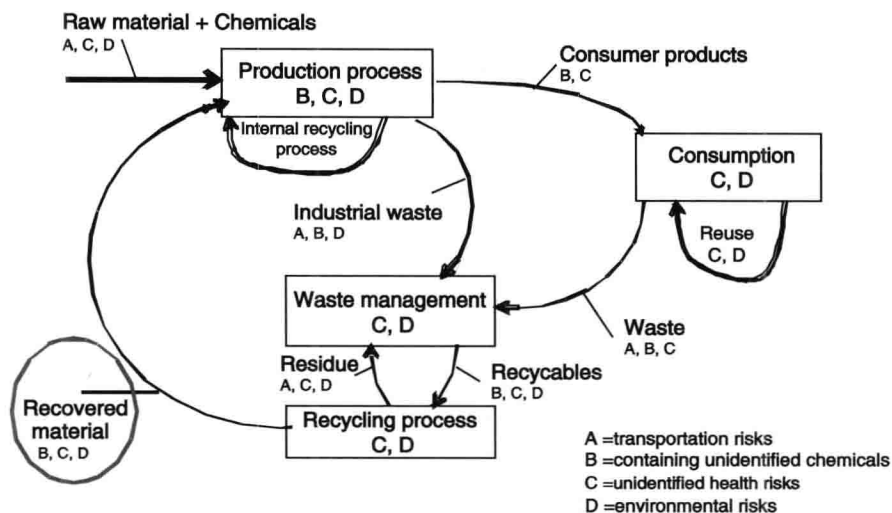 Raw material + Chemicals
A, C, D
Production process
B, C, D
Internal recycling
process
Consumer products
B, C
Consumption
C, D
Reuse
C, D
Industrial waste
A, B, D
Waste management
C, D
Waste
A, B, C
Residue
A, C, D
Recycables
B, C, D
Recycling process
C, D
Recovered
material
B, C, D
A =transportation risks
B =containing unidentified chemicals
C =unidentified health risks
D =environmental risks